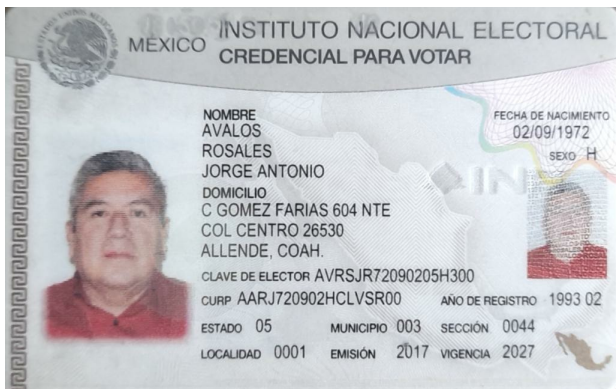 MÉXICO INSTITUTO NACIONAL ELECTORAL
CREDENCIAL PARA VOTAR
NOMBRE
AVALOS
ROSALES
JORGE ANTONIO
FECHA DE NACIMIENTO
02/09/1972
SEXO H
DOMICILIO
C GOMEZ FARIAS 604 NTE
COL CENTRO 26530
ALLENDE, COAH.
CLAVE DE ELECTOR AVRSJR72090205H300
CURP AARJ720902HCLVSR00 AÑO DE REGISTRO 1993 02
ESTADO 05 MUNICIPIO 003 SECCIÓN 0044
LOCALIDAD 0001 EMISIÓN 2017 VIGENCIA 2027
INE